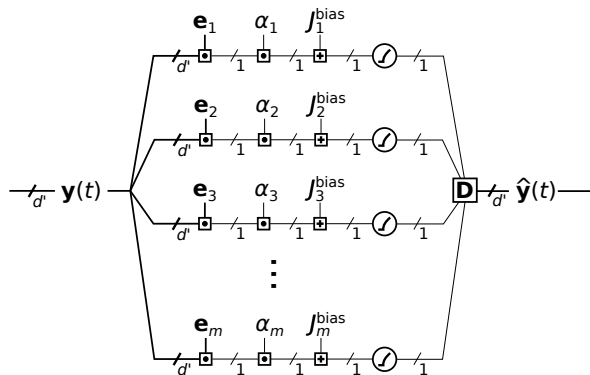 e₁ α₁ J₁ᵇⁱᵃˢ
d' 1 1 1 1
e₂ α₂ J₂ᵇⁱᵃˢ
d' 1 1 1 1
d' y(t) D d' ŷ(t)
e₃ α₃ J₃ᵇⁱᵃˢ
d' 1 1 1 1
⋮
eₘ αₘ Jₘᵇⁱᵃˢ
d' 1 1 1 1